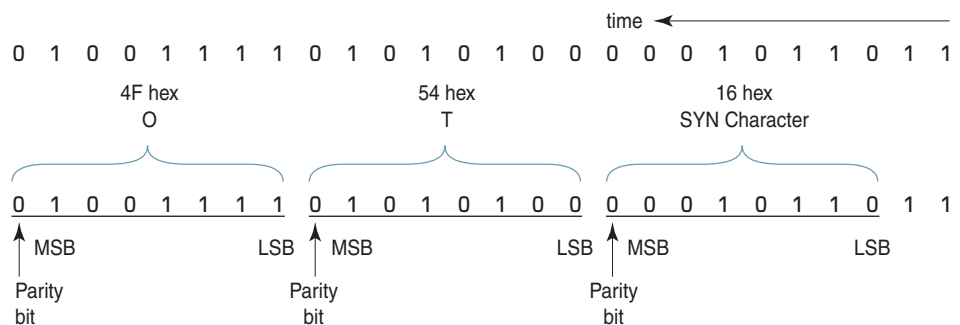 time
0 1 0 0 1 1 1 1 0 1 0 1 0 1 0 0 0 0 0 1 0 1 1 0 1 1
4F hex 54 hex 16 hex
O T SYN Character
0 1 0 0 1 1 1 1 0 1 0 1 0 1 0 0 0 0 0 1 0 1 1 0 1 1
MSB LSB MSB LSB MSB LSB
Parity Parity Parity
bit bit bit